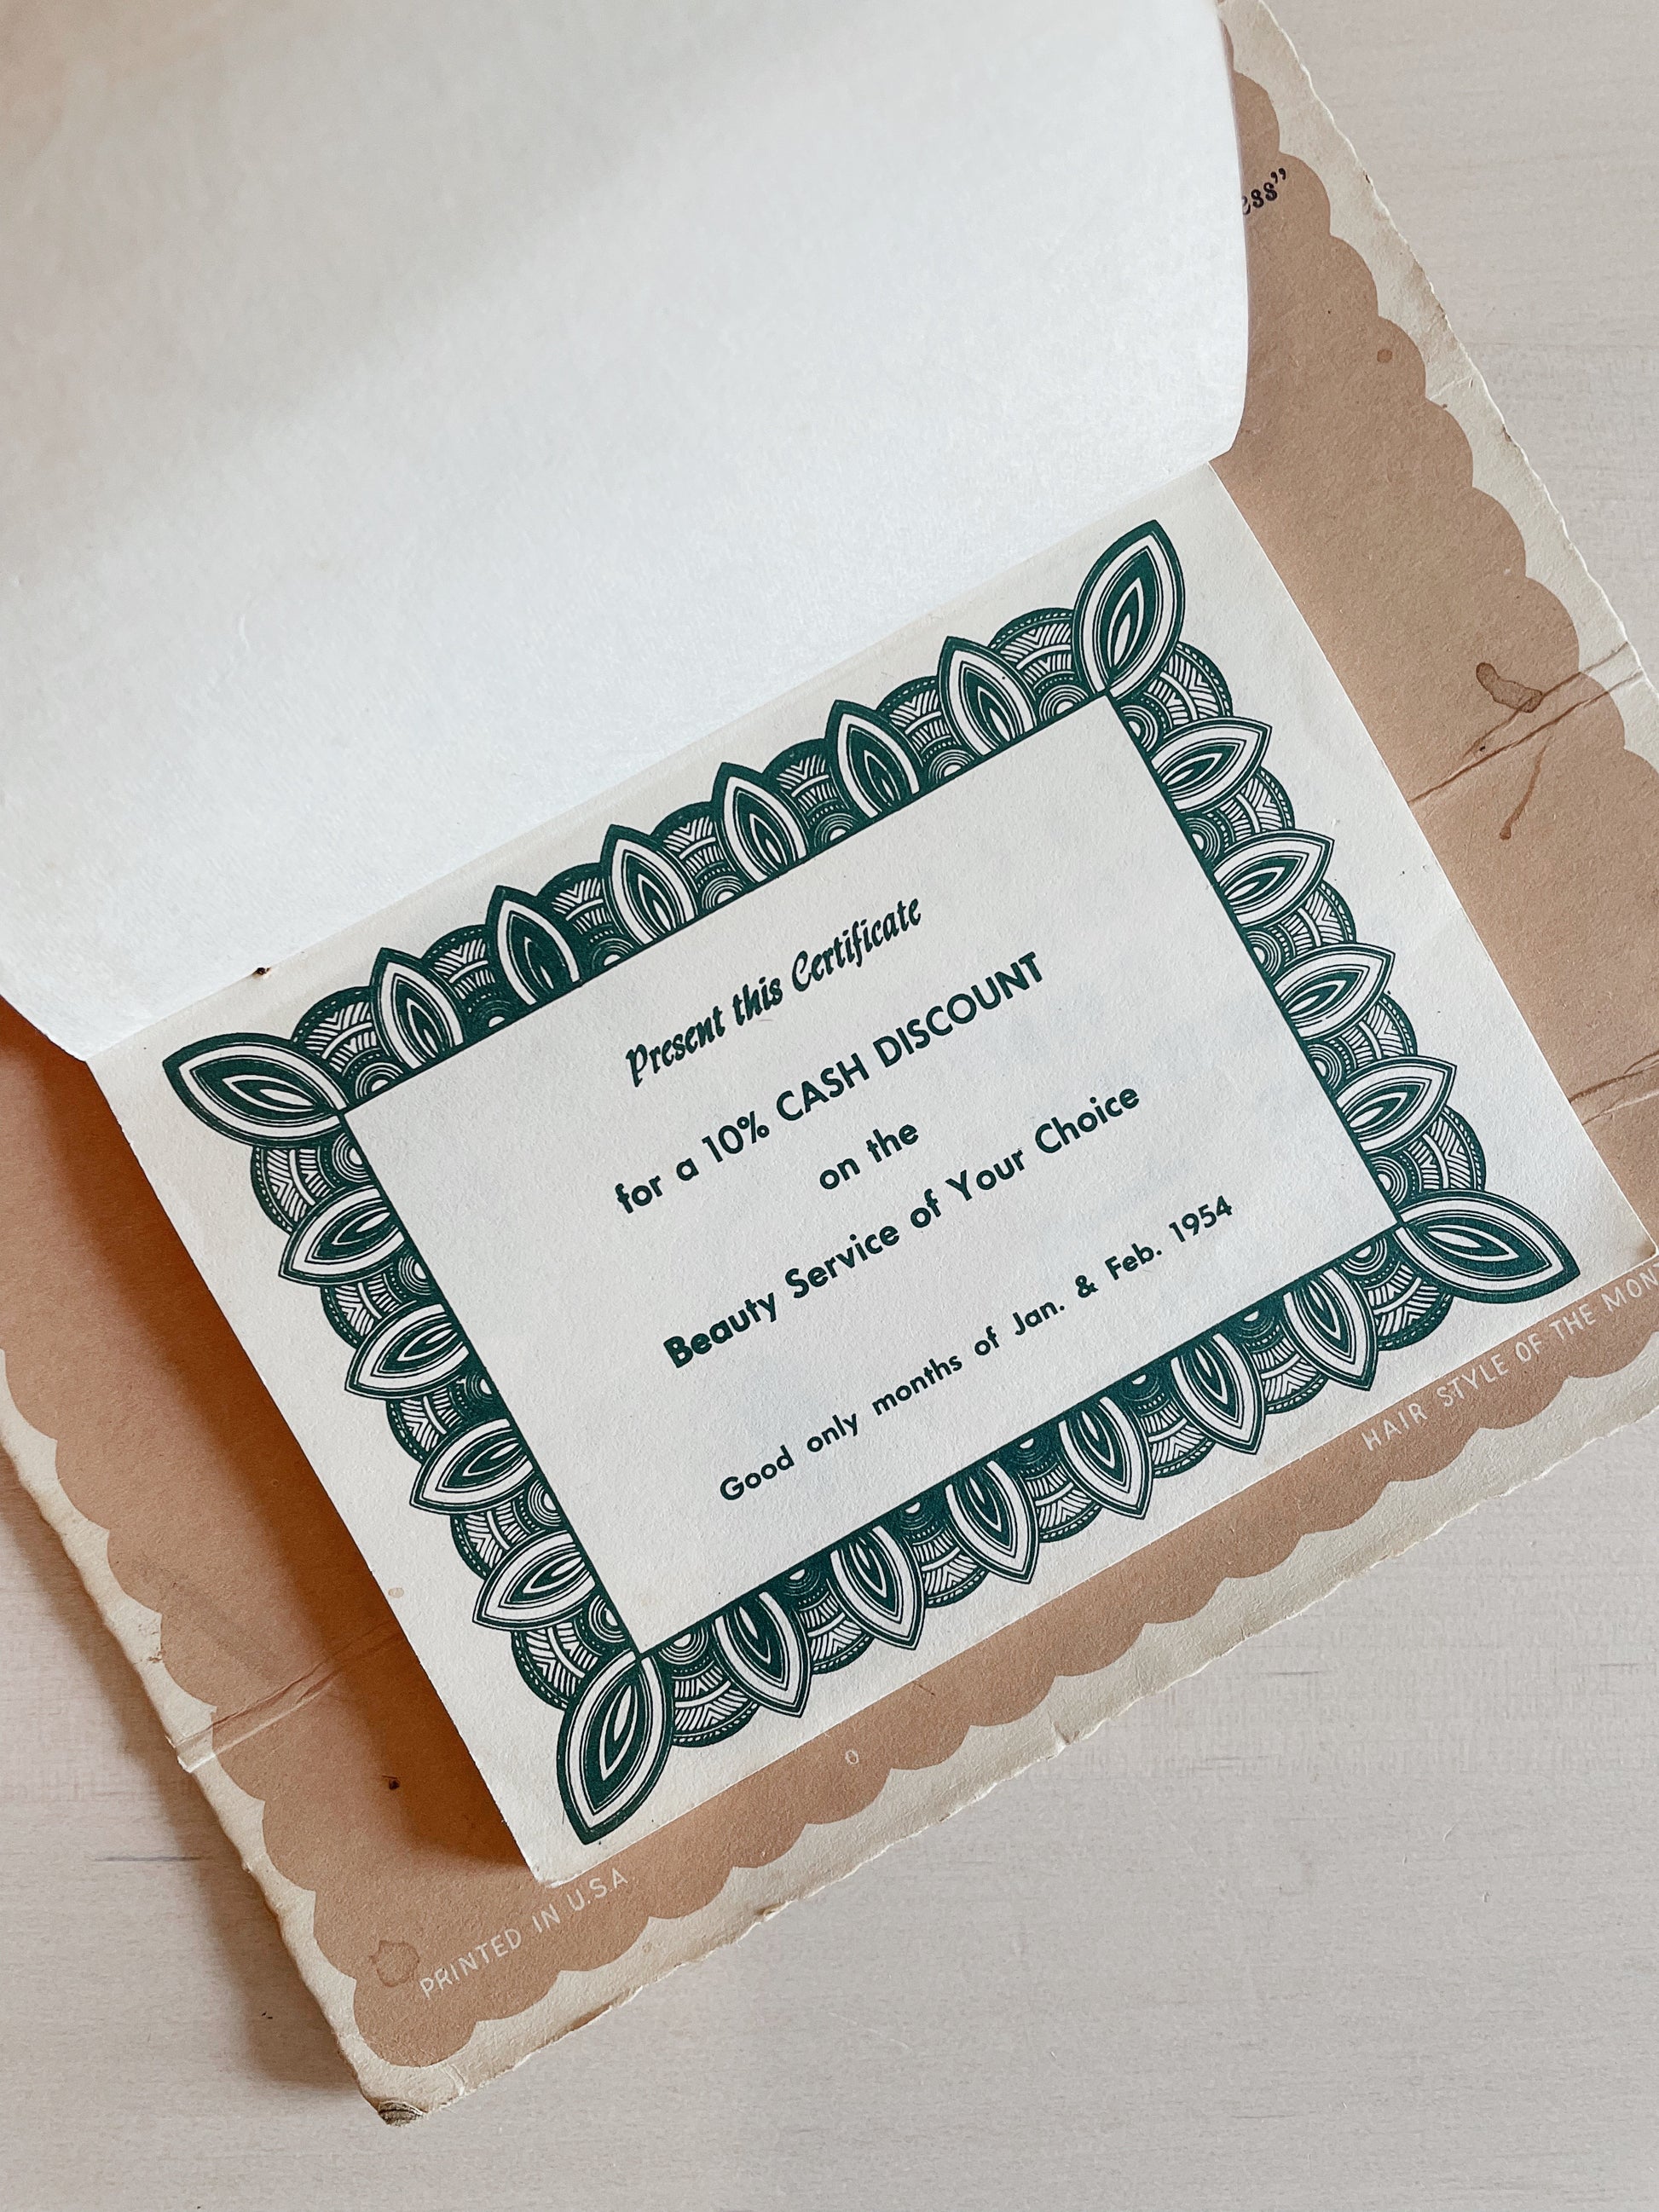 Present this Certificate
for a 10% CASH DISCOUNT
on the
Beauty Service of Your Choice
Good only months of Jan. & Feb. 1954
HAIR STYLE OF THE
PRINTED IN U.S.A.